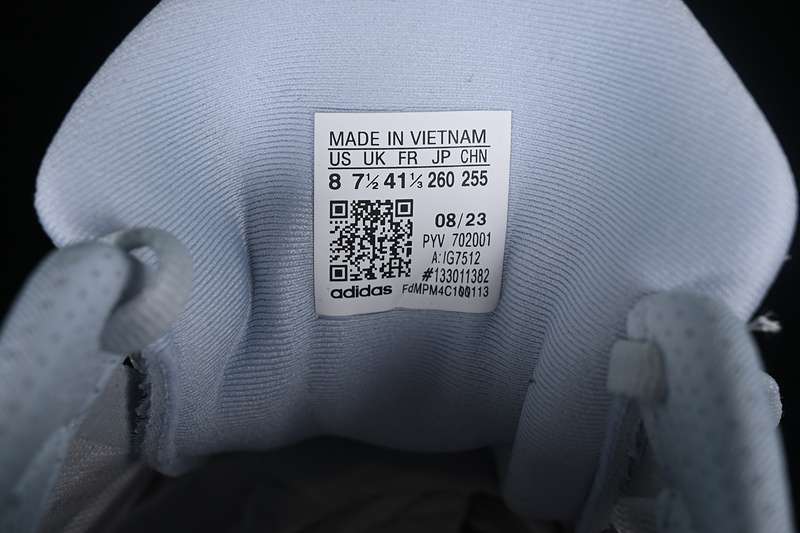 MADE IN VIETNAM
US UK FR JP CHN
8 7½ 41⅓ 260 255
08/23
PYV 702001
A:IG7512
#133011382
adidas FdMPM4C100113